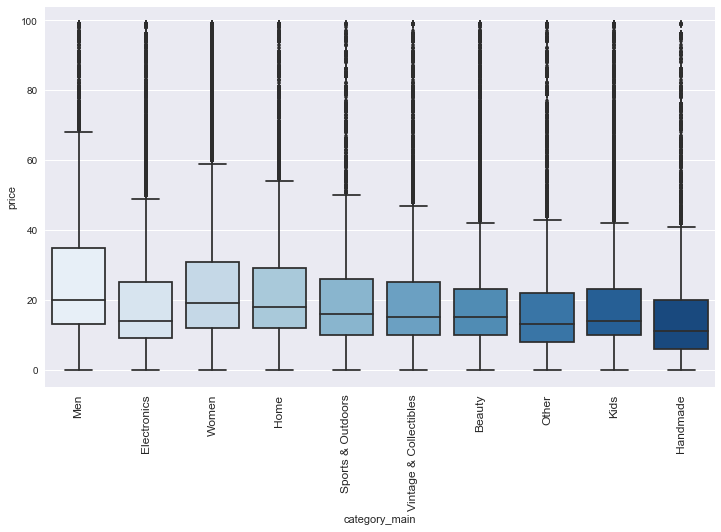 100
80
60
40
20
0
price
Men
Electronics
Women
Home
Sports & Outdoors
Vintage & Collectibles
Beauty
Other
Kids
Handmade
category_main